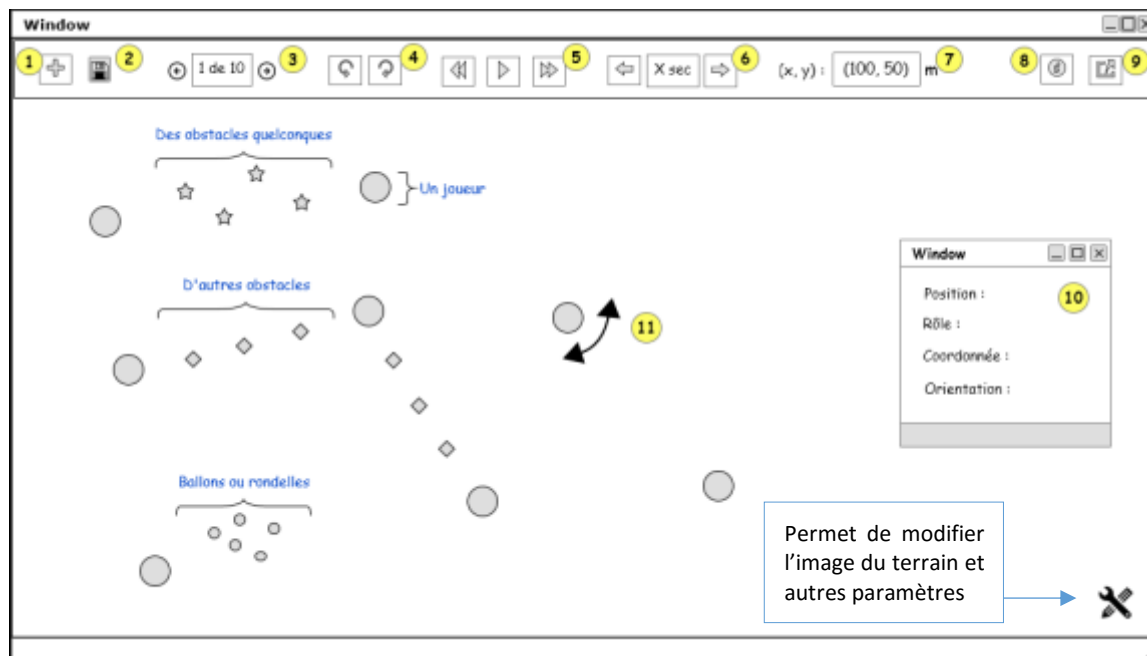 Window
1 2 1 de 10 3 4 5 X sec 6 (x, y) : (100, 50) m 7 8 9
Des obstacles quelconques
Un joueur
Window
D'autres obstacles
Position : 10
11
Rôle :
Coordonnée :
Orientation :
Ballons ou rondelles
Permet de modifier
l'image du terrain et
autres paramètres